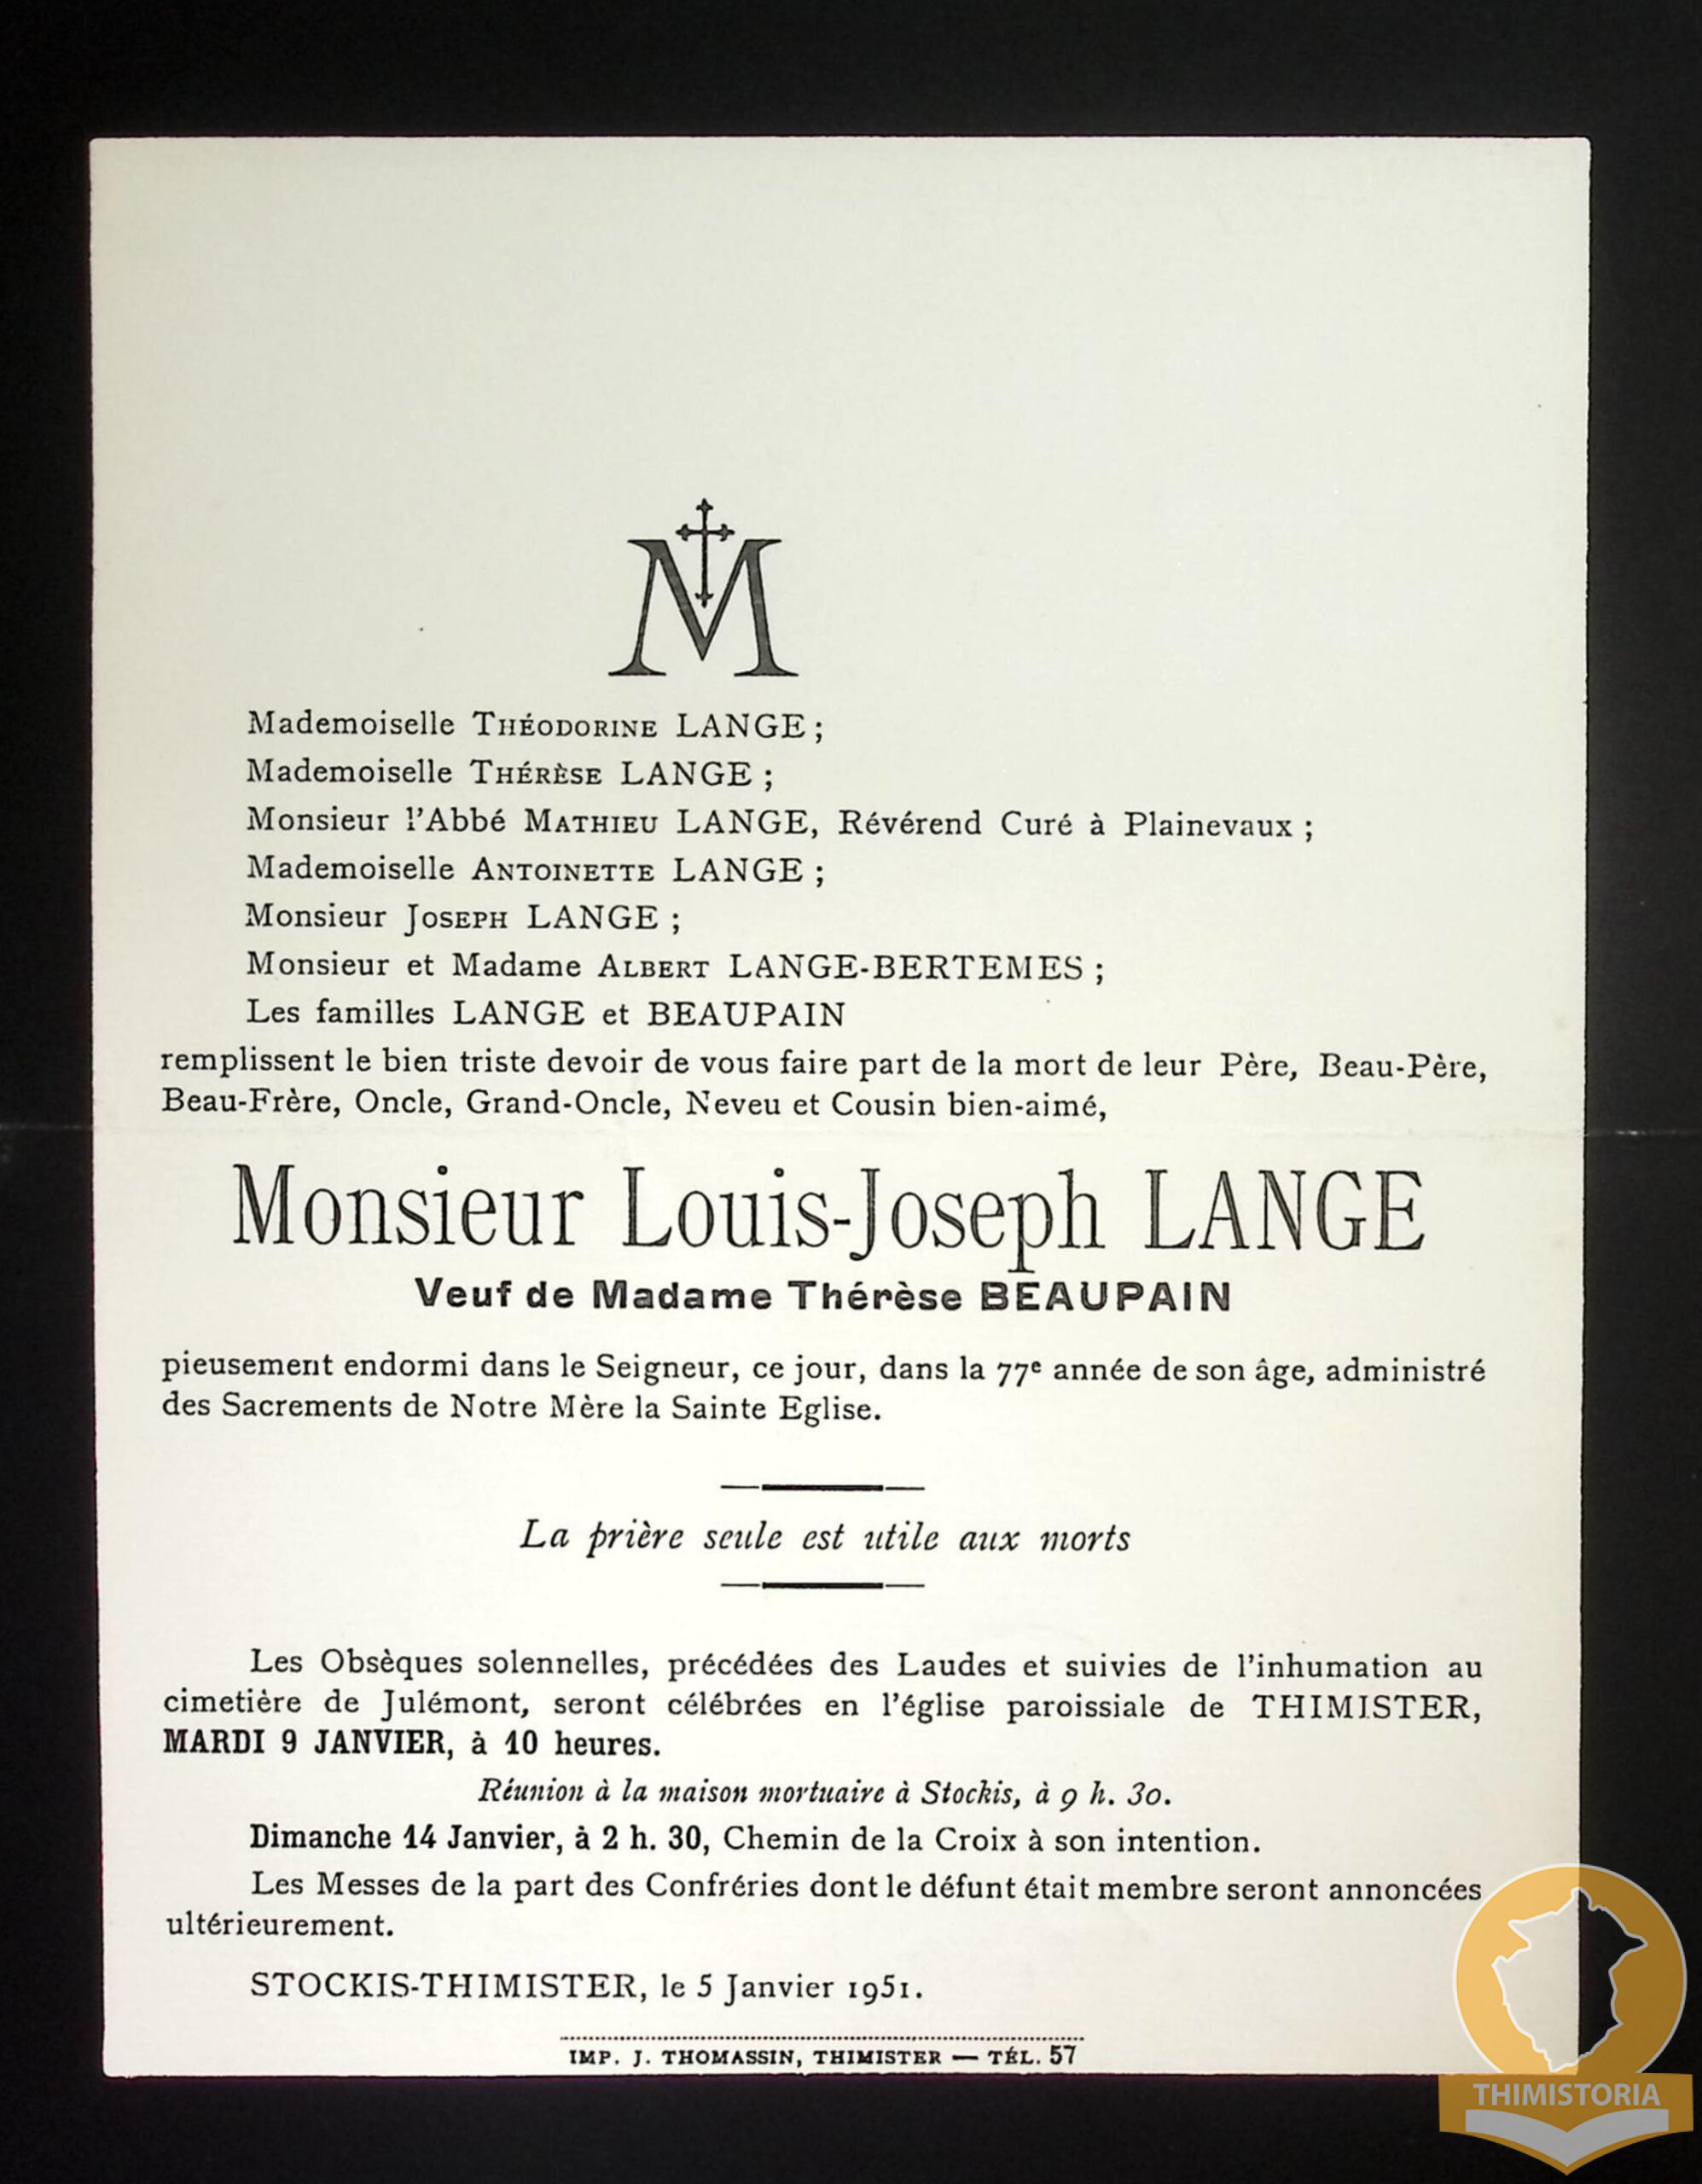 M
Mademoiselle THÉODORINE LANGE ;
Mademoiselle THÉRÈSE LANGE ;
Monsieur l'Abbé MATHIEU LANGE, Révérend Curé à Plainevaux ;
Mademoiselle ANTOINETTE LANGE ;
Monsieur JOSEPH LANGE ;
Monsieur et Madame ALBERT LANGE-BERTEMES ;
Les familles LANGE et BEAUPAIN
remplissent le bien triste devoir de vous faire part de la mort de leur Père, Beau-Père,
Beau-Frère, Oncle, Grand-Oncle, Neveu et Cousin bien-aimé,
Monsieur Louis-Joseph LANGE
Veuf de Madame Thérèse BEAUPAIN
pieusement endormi dans le Seigneur, ce jour, dans la 77e année de son âge, administré
des Sacrements de Notre Mère la Sainte Eglise.
La prière seule est utile aux morts
Les Obsèques solennelles, précédées des Laudes et suivies de l'inhumation au
cimetière de Julémont, seront célébrées en l'église paroissiale de THIMISTER,
MARDI 9 JANVIER, à 10 heures.
Réunion à la maison mortuaire à Stockis, à 9 h. 30.
Dimanche 14 Janvier, à 2 h. 30, Chemin de la Croix à son intention.
Les Messes de la part des Confréries dont le défunt était membre seront annoncées
ultérieurement.
STOCKIS-THIMISTER, le 5 Janvier 1951.
IMP. J. THOMASSIN, THIMISTER — TÉL. 57
THIMISTORIA